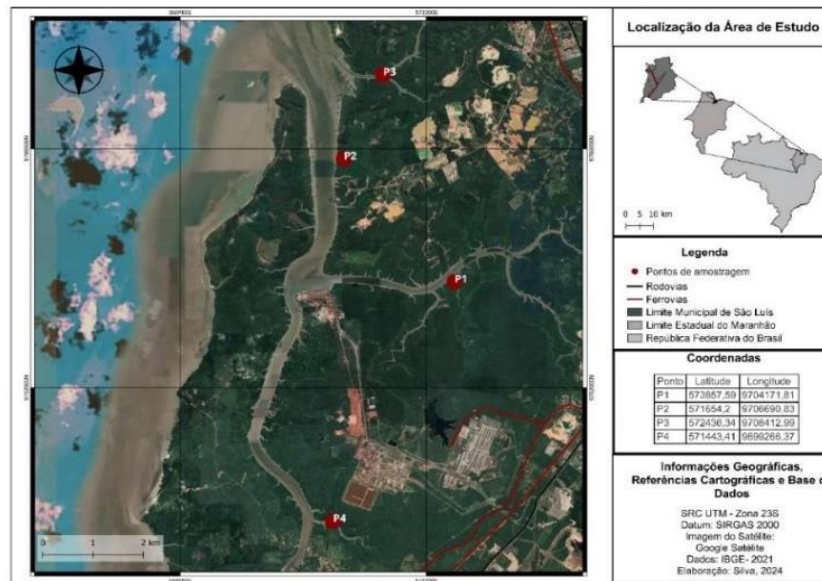 P3
P2
P1
P4
0 1 2 km
Localização da Área de Estudo
0 5 10 km
Legenda
Pontos de amostragem
Rodovias
Ferrovias
Limite Municipal de São Luís
Limite Estadual do Maranhão
República Federativa do Brasil
Coordenadas
Ponto Latitude Longitude
P1 573857,59 9704171,81
P2 571654,2 9706690,83
P3 572436,34 9708412,99
P4 571443,41 9699266,37
Informações Geográficas,
Referências Cartográficas e Base d
Dados
SRC UTM - Zona 23S
Datum: SIRGAS 2000
Imagem do Satélite:
Google Satélite
Dados: IBGE- 2021
Elaboração: Silva, 2024